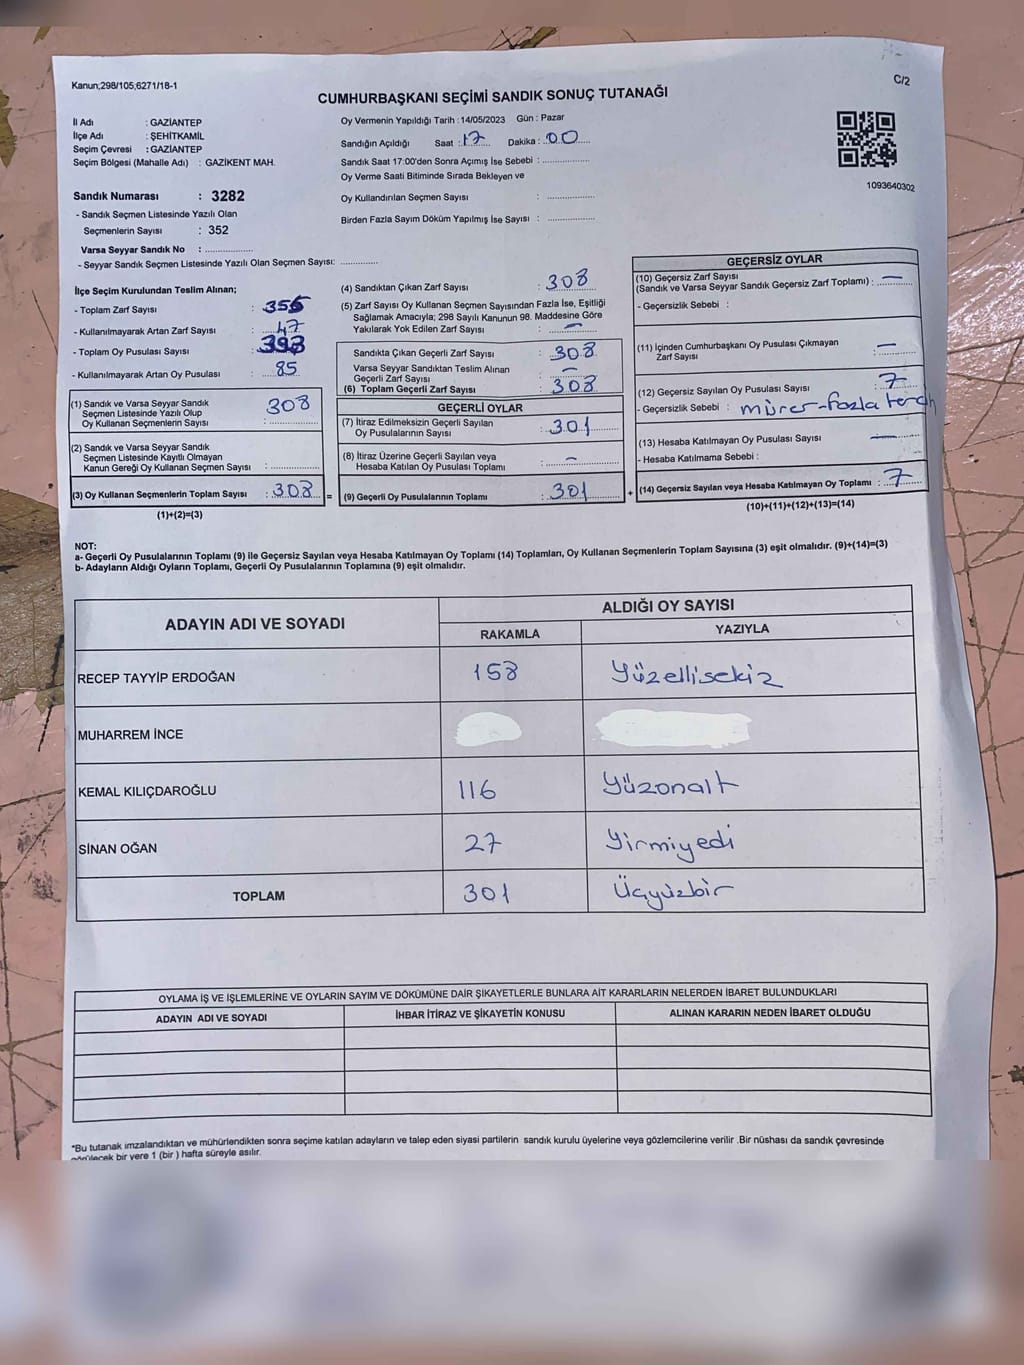 Kanun;298/105,6271/18-1
C/2
CUMHURBAŞKANI SEÇİMİ SANDIK SONUÇ TUTANAĞI
İl Adı : GAZİANTEP
İlçe Adı : ŞEHİTKAMİL
Seçim Çevresi : GAZİANTEP
Seçim Bölgesi (Mahalle Adı) : GAZİKENT MAH.
Oy Vermenin Yapıldığı Tarih : 14/05/2023 Gün : Pazar
Sandığın Açıldığı Saat : 17 Dakika : 00
Sandık Saat 17:00'den Sonra Açımış İse Sebebi :
Oy Verme Saati Bitiminde Sırada Bekleyen ve
Oy Kullandırılan Seçmen Sayısı :
Birden Fazla Sayım Döküm Yapılmış İse Sayısı :
1093640302
Sandık Numarası : 3282
- Sandık Seçmen Listesinde Yazılı Olan
Seçmenlerin Sayısı : 352
Varsa Seyyar Sandık No :
- Seyyar Sandık Seçmen Listesinde Yazılı Olan Seçmen Sayısı:
İlçe Seçim Kurulundan Teslim Alınan;
- Toplam Zarf Sayısı :
- Kullanılmayarak Artan Zarf Sayısı : 47
- Toplam Oy Pusulası Sayısı : 393
- Kullanılmayarak Artan Oy Pusulası : 85
(1) Sandık ve Varsa Seyyar Sandık
Seçmen Listesinde Yazılı Olup
Oy Kullanan Seçmenlerin Sayısı : 308
(2) Sandık ve Varsa Seyyar Sandık
Seçmen Listesinde Kayıtlı Olmayan
Kanun Gereği Oy Kullanan Seçmen Sayısı :
(3) Oy Kullanan Seçmenlerin Toplam Sayısı : 308 =
(1)+(2)=(3)
(4) Sandıktan Çıkan Zarf Sayısı : 308
(5) Zarf Sayısı Oy Kullanan Seçmen Sayısından Fazla İse, Eşitliği
Sağlamak Amacıyla; 298 Sayılı Kanunun 98. Maddesine Göre
Yakılarak Yok Edilen Zarf Sayısı : —
Sandıkta Çıkan Geçerli Zarf Sayısı : 308
Varsa Seyyar Sandıktan Teslim Alınan
Geçerli Zarf Sayısı : —
(6) Toplam Geçerli Zarf Sayısı : 308
GEÇERLİ OYLAR
(7) İtiraz Edilmeksizin Geçerli Sayılan
Oy Pusulalarının Sayısı : 301
(8) İtiraz Üzerine Geçerli Sayılan veya
Hesaba Katılan Oy Pusulası Toplamı : —
(9) Geçerli Oy Pusulalarının Toplamı : 301 +
GEÇERSİZ OYLAR
(10) Geçersiz Zarf Sayısı
(Sandık ve Varsa Seyyar Sandık Geçersiz Zarf Toplamı) : —
- Geçersizlik Sebebi :
(11) İçinden Cumhurbaşkanı Oy Pusulası Çıkmayan
Zarf Sayısı : —
(12) Geçersiz Sayılan Oy Pusulası Sayısı : 7
- Geçersizlik Sebebi : fazla
(13) Hesaba Katılmayan Oy Pusulası Sayısı : —
- Hesaba Katılmama Sebebi :
(14) Geçersiz Sayılan veya Hesaba Katılmayan Oy Toplamı : 7
(10)+(11)+(12)+(13)=(14)
NOT:
a- Geçerli Oy Pusulalarının Toplamı (9) ile Geçersiz Sayılan veya Hesaba Katılmayan Oy Toplamı (14) Toplamları, Oy Kullanan Seçmenlerin Toplam Sayısına (3) eşit olmalıdır. (9)+(14)=(3)
b- Adayların Aldığı Oyların Toplamı, Geçerli Oy Pusulalarının Toplamına (9) eşit olmalıdır.
ADAYIN ADI VE SOYADI
ALDIĞI OY SAYISI
RAKAMLA YAZIYLA
RECEP TAYYİP ERDOĞAN 158 Yüzellisekiz
MUHARREM İNCE
KEMAL KILIÇDAROĞLU 116 Yüzonaltı
SİNAN OĞAN 27 Yirmiyedi
TOPLAM 301 Üçyüzbir
OYLAMA İŞ VE İŞLEMLERİNE VE OYLARIN SAYIM VE DÖKÜMÜNE DAİR ŞİKAYETLERLE BUNLARA AİT KARARLARIN NELERDEN İBARET BULUNDUKLARI
ADAYIN ADI VE SOYADI İHBAR İTİRAZ VE ŞİKAYETİN KONUSU ALINAN KARARIN NEDEN İBARET OLDUĞU
*Bu tutanak imzalandıktan ve mühürlendikten sonra seçime katılan adayların ve talep eden siyasi partilerin sandık kurulu üyelerine veya gözlemcilerine verilir .Bir nüshası da sandık çevresinde
görülecek bir yere 1 (bir ) hafta süreyle asılır.